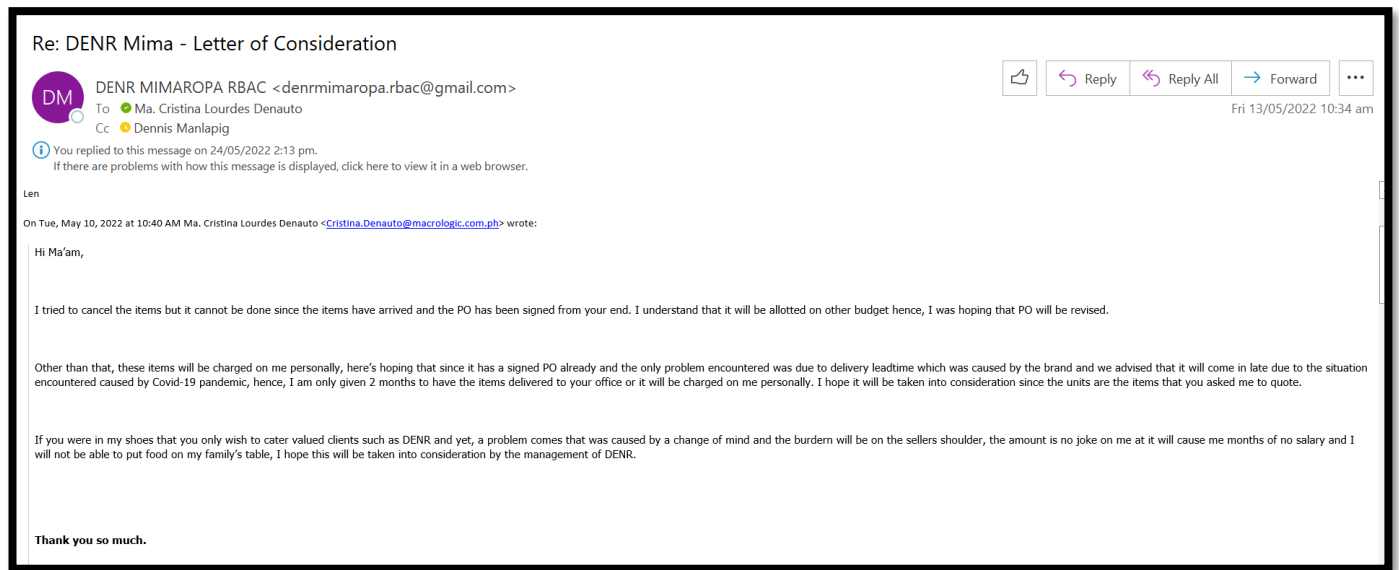 Re: DENR Mima - Letter of Consideration
DM
DENR MIMAROPA RBAC <denrmimaropa.rbac@gmail.com>
To Ma. Cristina Lourdes Denauto
Cc Dennis Manlapig
Reply
Reply All
Forward
Fri 13/05/2022 10:34 am
You replied to this message on 24/05/2022 2:13 pm.
If there are problems with how this message is displayed, click here to view it in a web browser.
Len
On Tue, May 10, 2022 at 10:40 AM Ma. Cristina Lourdes Denauto <Cristina.Denauto@macrologic.com.ph> wrote:
Hi Ma'am,
I tried to cancel the items but it cannot be done since the items have arrived and the PO has been signed from your end. I understand that it will be allotted on other budget hence, I was hoping that PO will be revised.
Other than that, these items will be charged on me personally, here's hoping that since it has a signed PO already and the only problem encountered was due to delivery leadtime which was caused by the brand and we advised that it will come in late due to the situation
encountered caused by Covid-19 pandemic, hence, I am only given 2 months to have the items delivered to your office or it will be charged on me personally. I hope it will be taken into consideration since the units are the items that you asked me to quote.
If you were in my shoes that you only wish to cater valued clients such as DENR and yet, a problem comes that was caused by a change of mind and the burdern will be on the sellers shoulder, the amount is no joke on me at it will cause me months of no salary and I
will not be able to put food on my family's table, I hope this will be taken into consideration by the management of DENR.
Thank you so much.